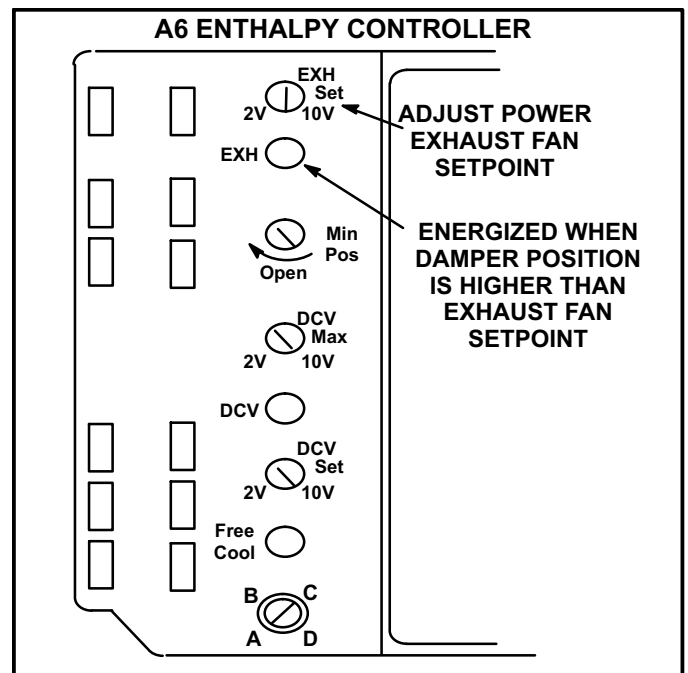 A6 ENTHALPY CONTROLLER
EXH
Set
2V 10V
ADJUST POWER
EXHAUST FAN
SETPOINT
EXH
Min
Pos
Open
ENERGIZED WHEN
DAMPER POSITION
IS HIGHER THAN
EXHAUST FAN
SETPOINT
DCV
Max
2V 10V
DCV
DCV
Set
2V 10V
Free
Cool
B C
A D